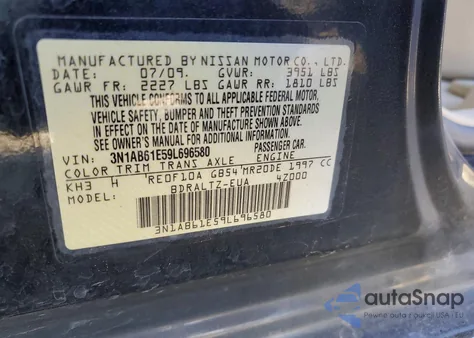 MANUFACTURED BY NISSAN MOTOR CO., LTD.
DATE: 07/09. GVWR: 3951 LBS
GAWR FR: 2227 LBS GAWR RR: 1810 LBS
THIS VEHICLE CONFORMS TO ALL APPLICABLE FEDERAL MOTOR
VEHICLE SAFETY, BUMPER, AND THEFT PREVENTION STANDARDS
IN EFFECT ON THE DATE OF MANUFACTURE SHOWN ABOVE.
SEE OWNER'S MANUAL FOR ADDITIONAL INFORMATION.
PASSENGER CAR.
VIN: 3N1AB61E59L696580
COLOR TRIM TRANS AXLE ENGINE
KH3 H RE0F10A GB54 MR20DE 1997 CC
MODEL: BDRALTZ-EUA 4Z000
3N1AB61E59L696580
autoSnap